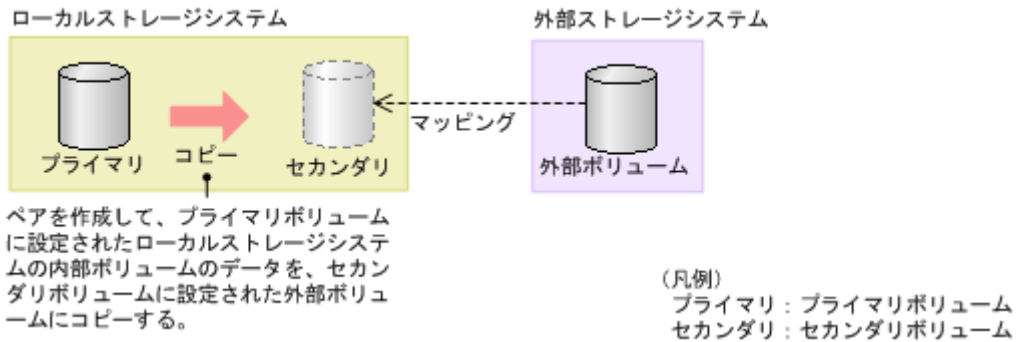 ローカルストレージシステム
外部ストレージシステム
マッピング
プライマリ
コピー
セカンダリ
外部ボリューム
ペアを作成して、プライマリボリューム
に設定されたローカルストレージシステ
ムの内部ボリュームのデータを、セカン
ダリボリュームに設定された外部ボリュ
ームにコピーする。
（凡例）
プライマリ：プライマリボリューム
セカンダリ：セカンダリボリューム